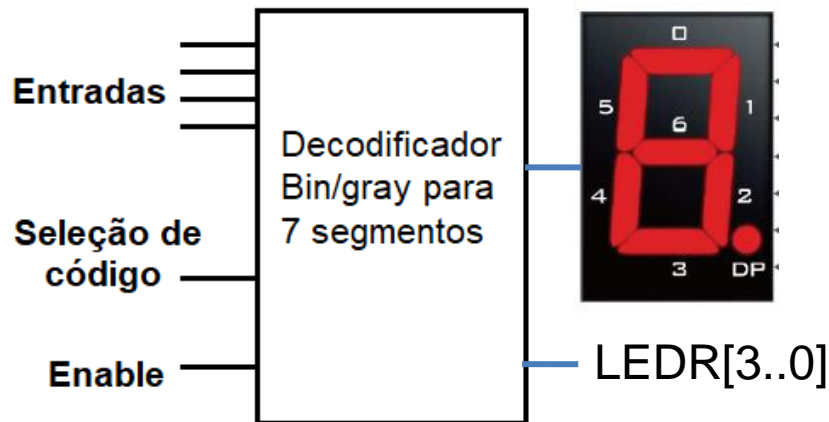 Entradas
Seleção de
código
Enable
Decodificador
Bin/gray para
7 segmentos
0
5
1
6
4
2
3
DP
LEDR[3..0]